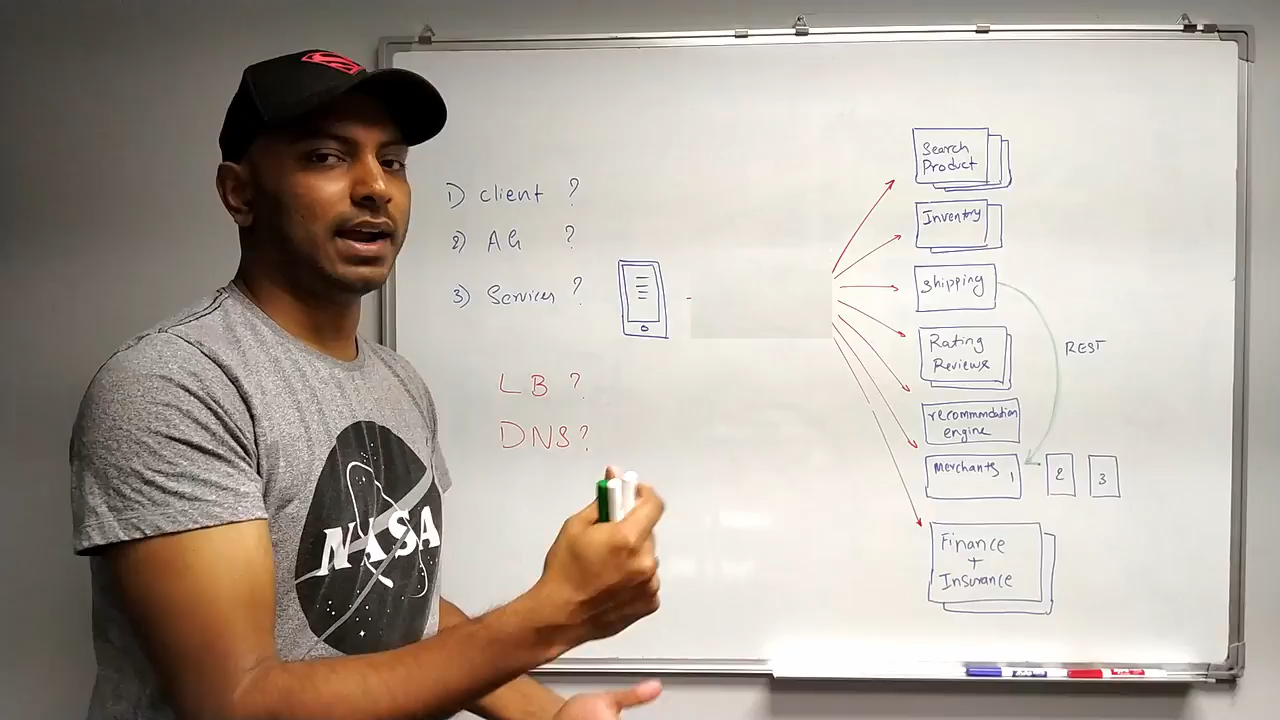 1) client ?
2) AG ?
3) Services ?
LB ?
DNS ?
Search
Product
Inventory
Shipping
REST
Rating
Reviews
recommndation
engine
Merchants 1
2
3
Finance
+
Insurance
NASA
S